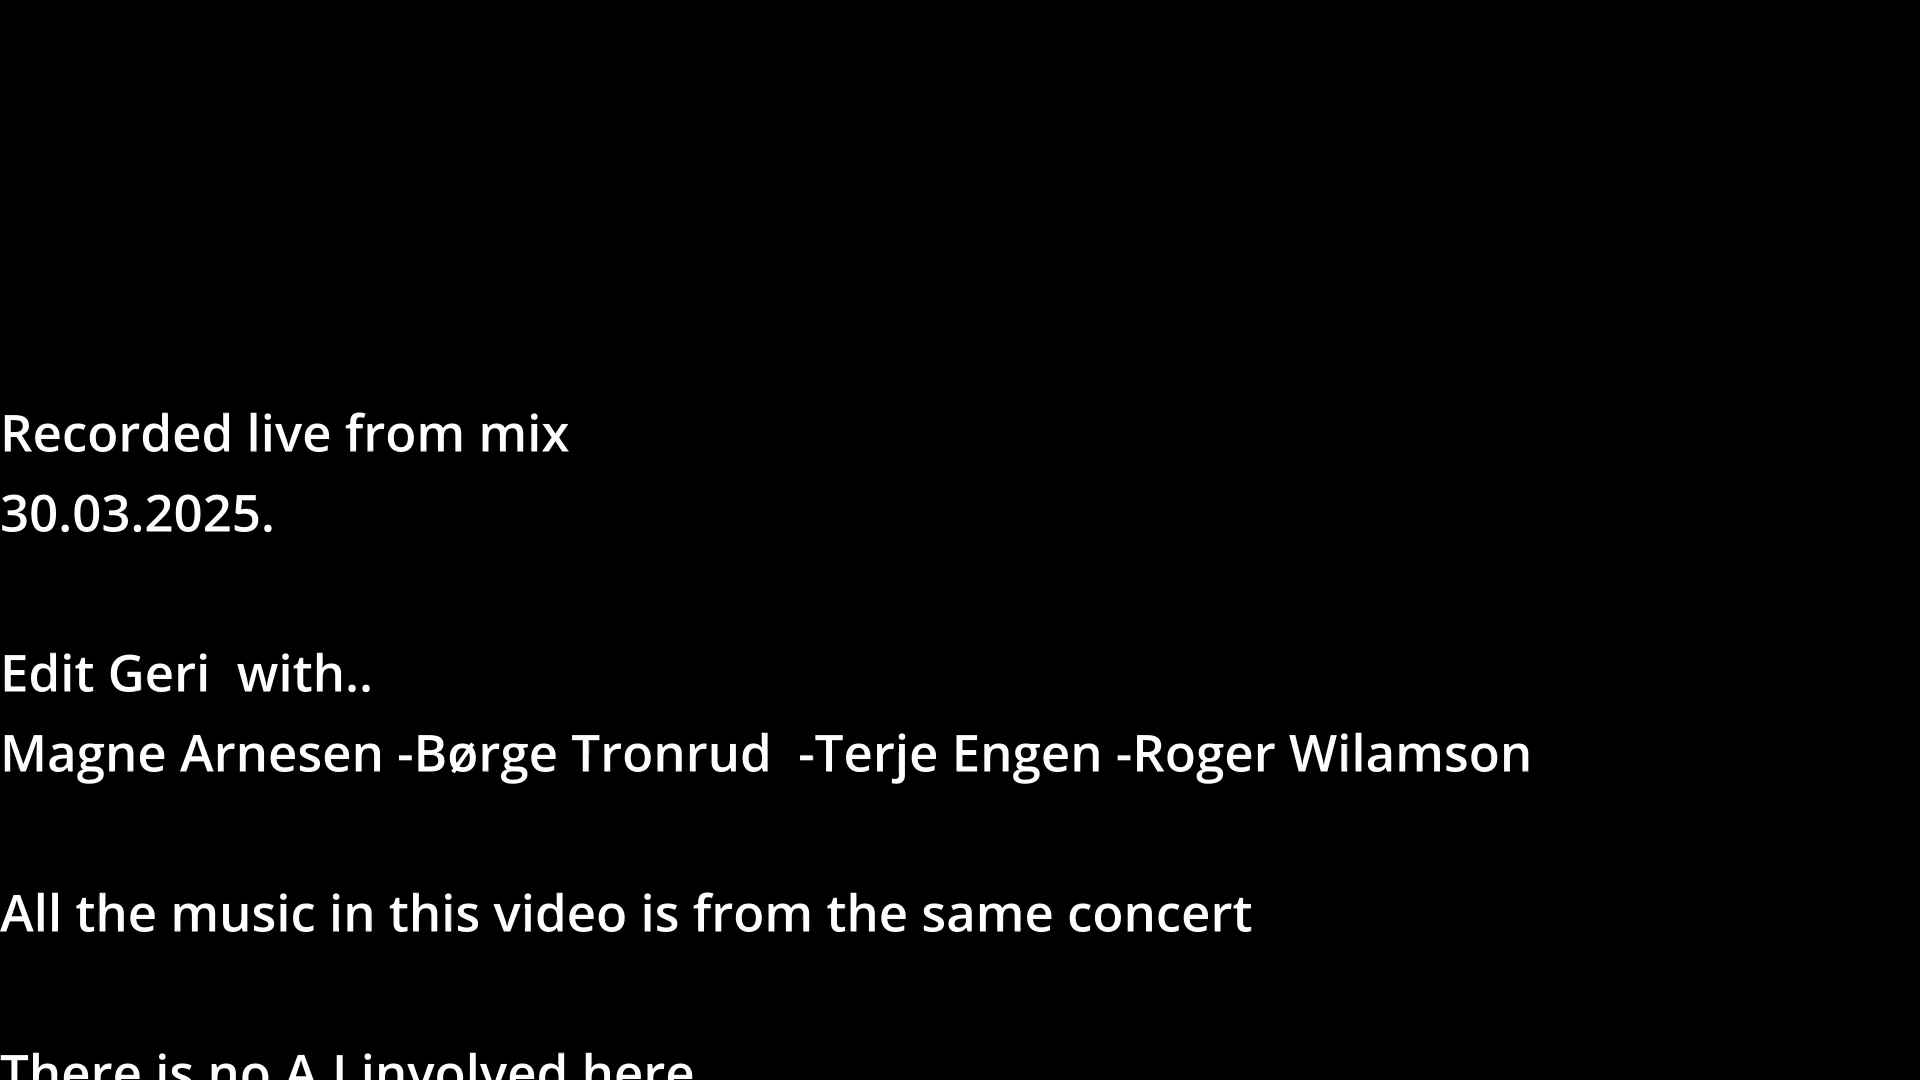 Recorded live from mix
30.03.2025.
Edit Geri  with..
Magne Arnesen -Børge Tronrud  -Terje Engen -Roger Wilamson
All the music in this video is from the same concert
There is no A I involved here